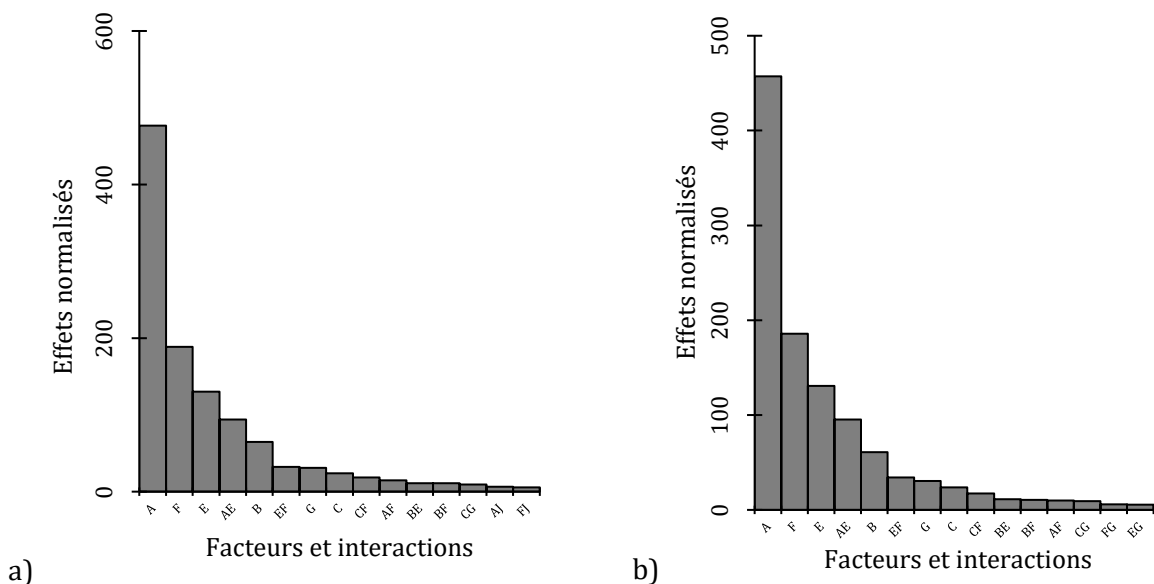 600
400
200
0
Effets normalisés
A F E AE B EF G C CF AF BE BF CG AJ FJ
Facteurs et interactions
a)
500
400
300
200
100
0
Effets normalisés
A F E AE B EF G C CF BE BF AF CG FG EG
Facteurs et interactions
b)